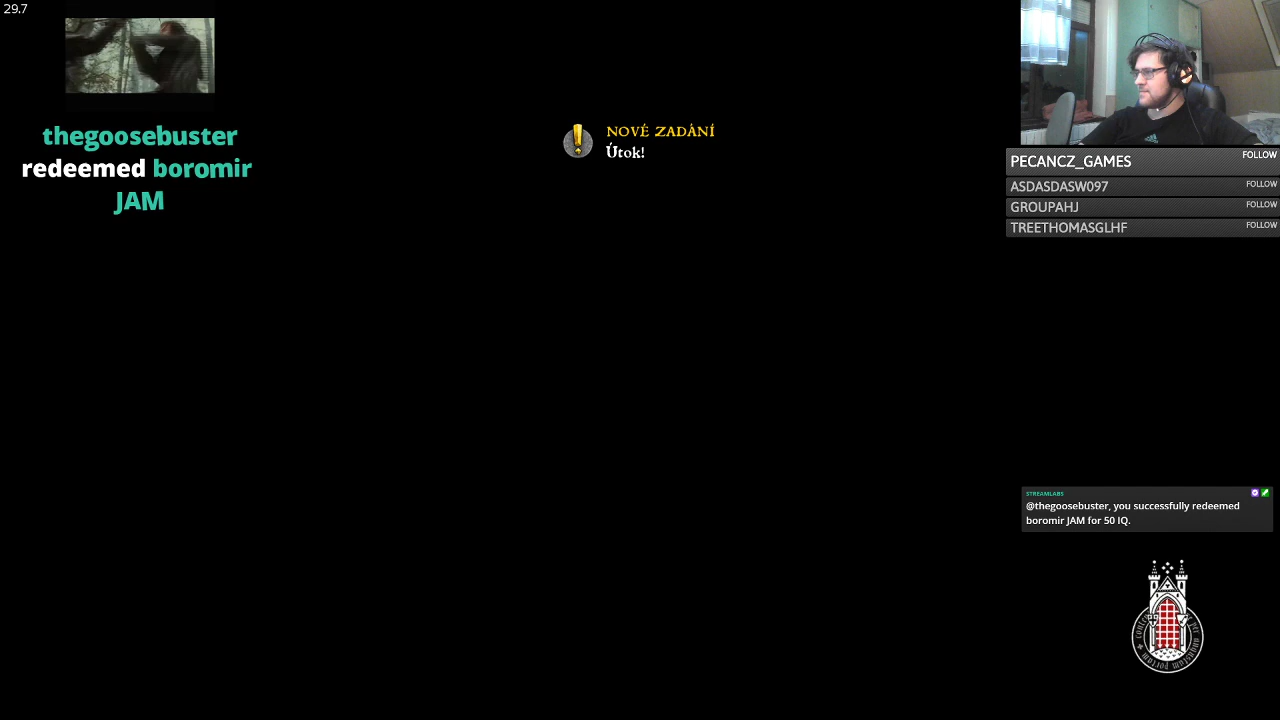 29.7
thegoosebuster
redeemed boromir
JAM
NOVÉ ZADÁNÍ
Útok!
PECANCZ_GAMES FOLLOW
ASDASDASW097 FOLLOW
GROUPAHJ FOLLOW
TREETHOMASGLHF FOLLOW
STREAMLABS
@thegoosebuster, you successfully redeemed
boromir JAM for 50 IQ.